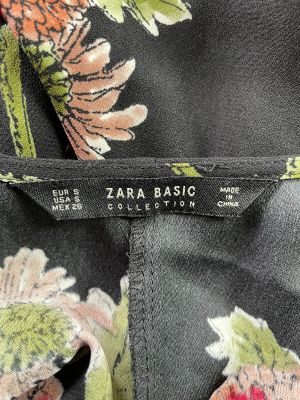 EUR S
USA S
MEX 26
ZARA BASIC
COLLECTION
MADE
IN
CHINA